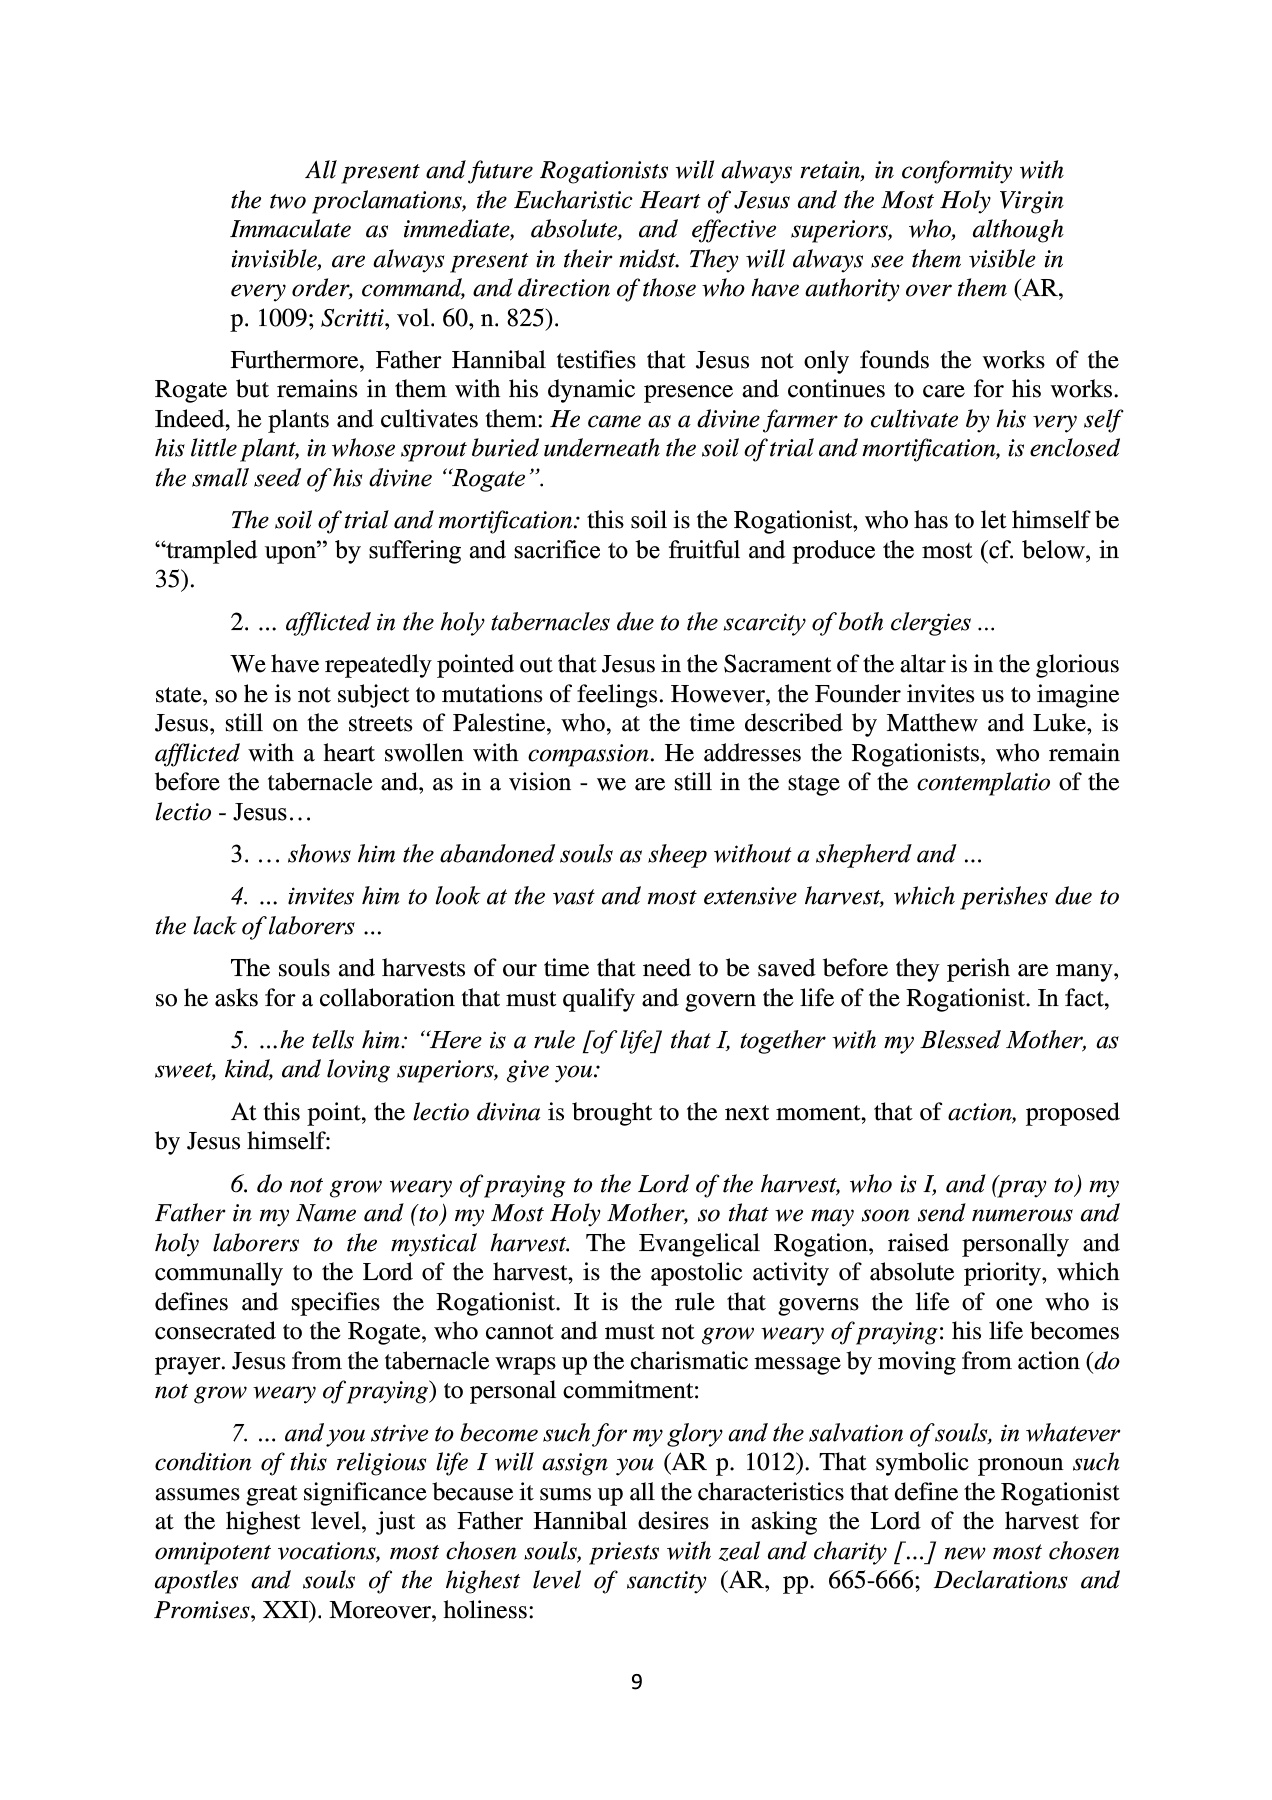 All present and future Rogationists will always retain, in conformity with
the two proclamations, the Eucharistic Heart of Jesus and the Most Holy Virgin
Immaculate as immediate, absolute, and effective superiors, who, although
invisible, are always present in their midst. They will always see them visible in
every order, command, and direction of those who have authority over them (AR,
p. 1009; Scritti, vol. 60, n. 825).
Furthermore, Father Hannibal testifies that Jesus not only founds the works of the
Rogate but remains in them with his dynamic presence and continues to care for his works.
Indeed, he plants and cultivates them: He came as a divine farmer to cultivate by his very self
his little plant, in whose sprout buried underneath the soil of trial and mortification, is enclosed
the small seed of his divine “Rogate”.
The soil of trial and mortification: this soil is the Rogationist, who has to let himself be
“trampled upon” by suffering and sacrifice to be fruitful and produce the most (cf. below, in
35).
2. ... afflicted in the holy tabernacles due to the scarcity of both clergies ...
We have repeatedly pointed out that Jesus in the Sacrament of the altar is in the glorious
state, so he is not subject to mutations of feelings. However, the Founder invites us to imagine
Jesus, still on the streets of Palestine, who, at the time described by Matthew and Luke, is
afflicted with a heart swollen with compassion. He addresses the Rogationists, who remain
before the tabernacle and, as in a vision - we are still in the stage of the contemplatio of the
lectio - Jesus…
3. … shows him the abandoned souls as sheep without a shepherd and ...
4. ... invites him to look at the vast and most extensive harvest, which perishes due to
the lack of laborers ...
The souls and harvests of our time that need to be saved before they perish are many,
so he asks for a collaboration that must qualify and govern the life of the Rogationist. In fact,
5. ...he tells him: “Here is a rule [of life] that I, together with my Blessed Mother, as
sweet, kind, and loving superiors, give you:
At this point, the lectio divina is brought to the next moment, that of action, proposed
by Jesus himself:
6. do not grow weary of praying to the Lord of the harvest, who is I, and (pray to) my
Father in my Name and (to) my Most Holy Mother, so that we may soon send numerous and
holy laborers to the mystical harvest. The Evangelical Rogation, raised personally and
communally to the Lord of the harvest, is the apostolic activity of absolute priority, which
defines and specifies the Rogationist. It is the rule that governs the life of one who is
consecrated to the Rogate, who cannot and must not grow weary of praying: his life becomes
prayer. Jesus from the tabernacle wraps up the charismatic message by moving from action (do
not grow weary of praying) to personal commitment:
7. ... and you strive to become such for my glory and the salvation of souls, in whatever
condition of this religious life I will assign you (AR p. 1012). That symbolic pronoun such
assumes great significance because it sums up all the characteristics that define the Rogationist
at the highest level, just as Father Hannibal desires in asking the Lord of the harvest for
omnipotent vocations, most chosen souls, priests with zeal and charity [...] new most chosen
apostles and souls of the highest level of sanctity (AR, pp. 665-666; Declarations and
Promises, XXI). Moreover, holiness:
9